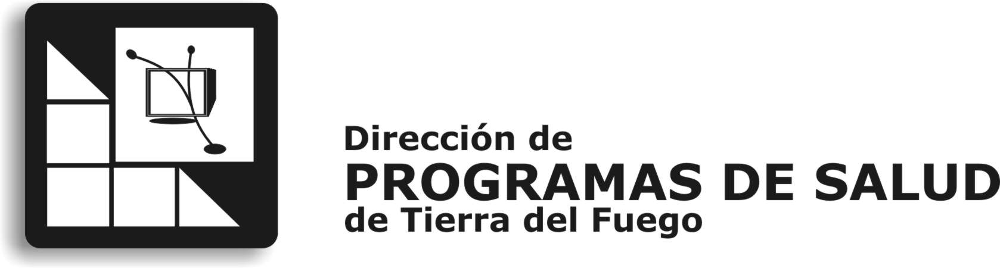 Dirección de
PROGRAMAS DE SALUD
de Tierra del Fuego